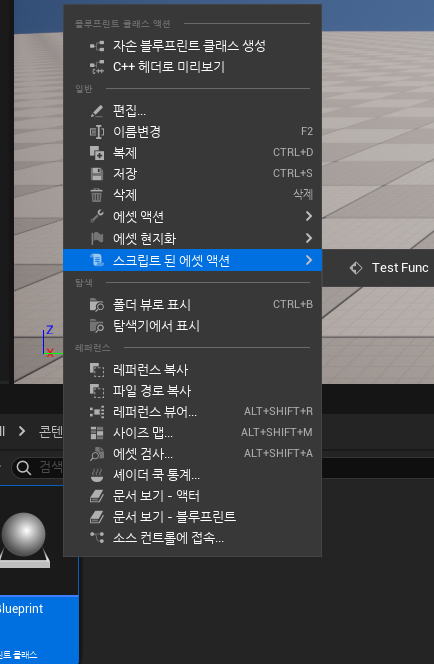 블루프린트 클래스 액션
자손 블루프린트 클래스 생성
C++ 헤더로 미리보기
일반
편집...
이름변경 F2
복제 CTRL+D
저장 CTRL+S
삭제 삭제
에셋 액션
에셋 현지화
스크립트 된 에셋 액션
Test Func
탐색
폴더 뷰로 표시 CTRL+B
탐색기에서 표시
Z
X
레퍼런스
레퍼런스 복사
파일 경로 복사
레퍼런스 뷰어... ALT+SHIFT+R
사이즈 맵... ALT+SHIFT+M
콘텐
에셋 검사... ALT+SHIFT+A
검색
셰이더 쿡 통계...
문서 보기 - 액터
문서 보기 - 블루프린트
소스 컨트롤에 접속...
Blueprint
린트 클래스